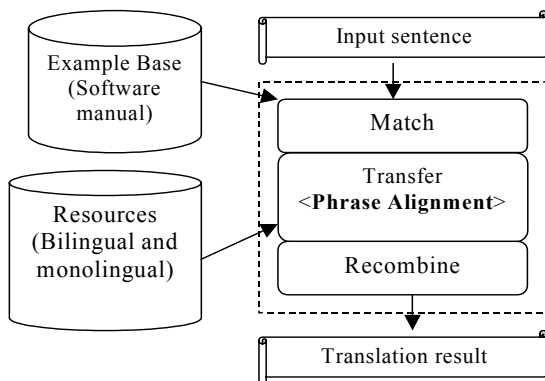 Input sentence
Example Base
(Software
manual)
Match
Transfer
<Phrase Alignment>
Resources
(Bilingual and
monolingual)
Recombine
Translation result